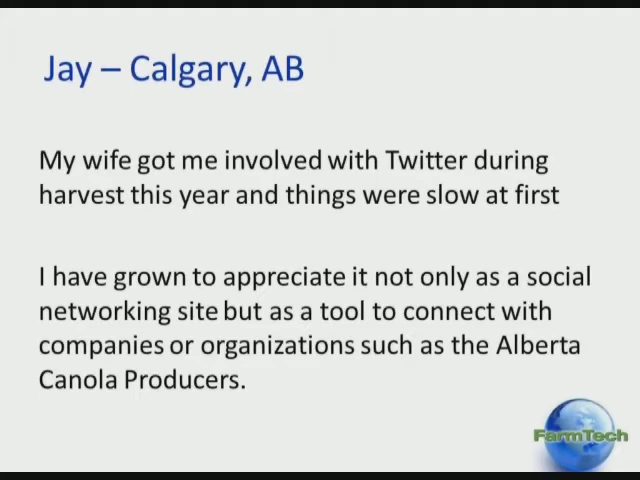 Jay – Calgary, AB
My wife got me involved with Twitter during
harvest this year and things were slow at first
I have grown to appreciate it not only as a social
networking site but as a tool to connect with
companies or organizations such as the Alberta
Canola Producers.
FarmTech